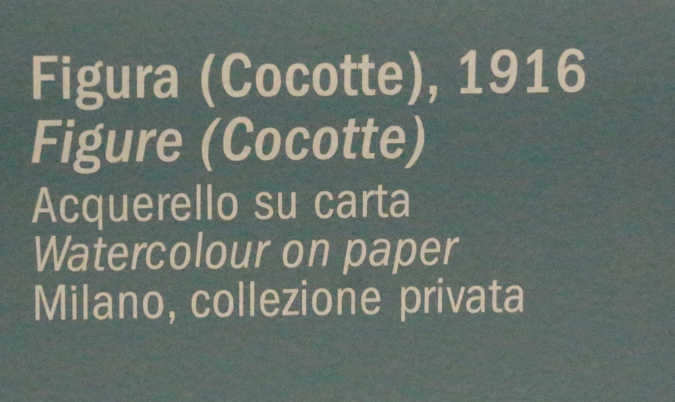 Figura (Cocotte), 1916
Figure (Cocotte)
Acquerello su carta
Watercolour on paper
Milano, collezione privata